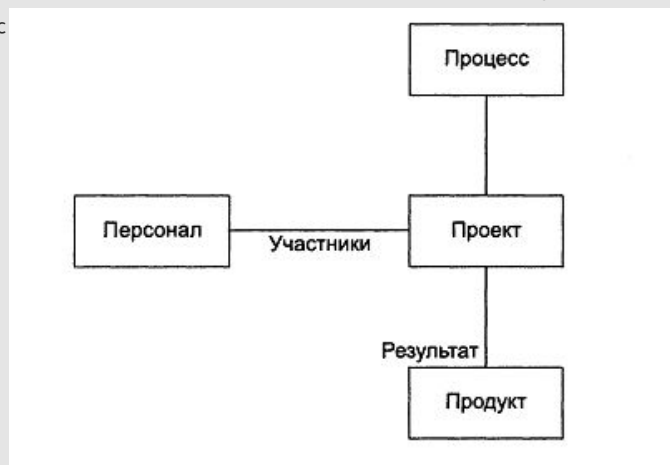 с
Процесс
Персонал
Участники
Проект
Результат
Продукт